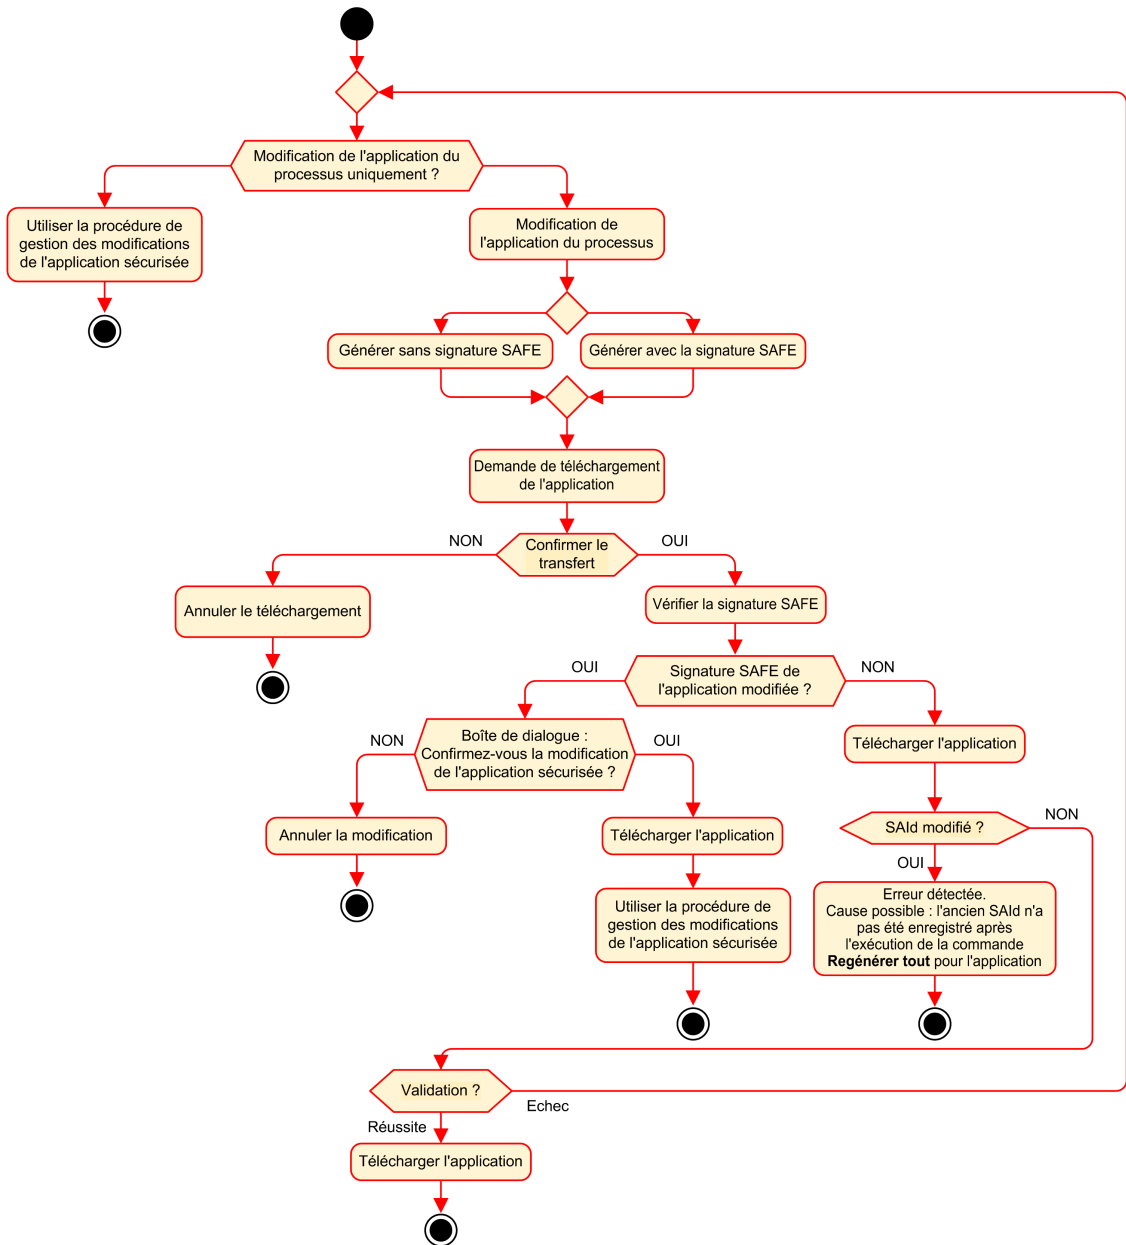 Modification de l'application du
processus uniquement ?
Utiliser la procédure de
gestion des modifications
de l'application sécurisée
Modification de
l'application du processus
Générer sans signature SAFE
Générer avec la signature SAFE
Demande de téléchargement
de l'application
NON
Confirmer le
transfert
OUI
Annuler le téléchargement
Vérifier la signature SAFE
OUI
Signature SAFE de
l'application modifiée ?
NON
NON
Boîte de dialogue :
Confirmez-vous la modification
de l'application sécurisée ?
OUI
Télécharger l'application
Annuler la modification
Télécharger l'application
SAId modifié ?
NON
OUI
Utiliser la procédure de
gestion des modifications
de l'application sécurisée
Erreur détectée.
Cause possible : l'ancien SAId n'a
pas été enregistré après
l'exécution de la commande
Regénérer tout pour l'application
Validation ?
Echec
Réussite
Télécharger l'application